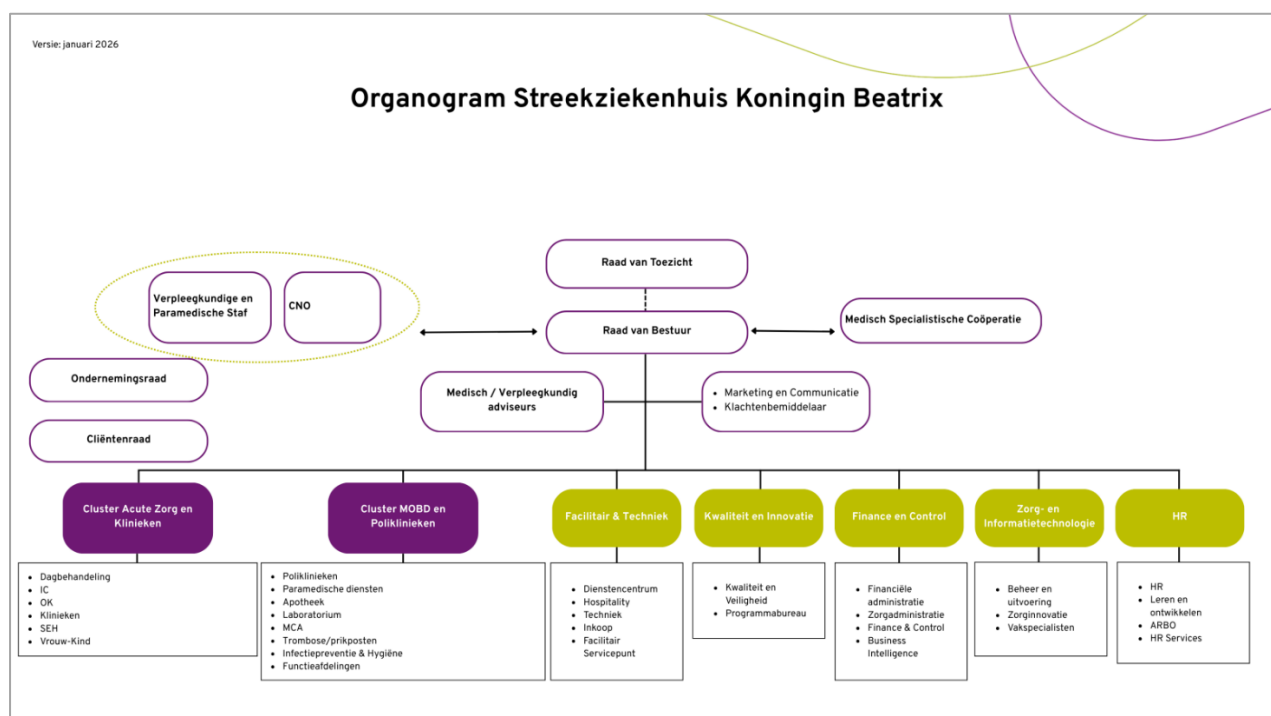 Versie: januari 2026
Organogram Streekziekenhuis Koningin Beatrix
Raad van Toezicht
Verpleegkundige en
Paramedische Staf
CNO
Raad van Bestuur
Medisch Specialistische Coöperatie
Ondernemingsraad
Medisch / Verpleegkundig
adviseurs
• Marketing en Communicatie
• Klachtenbemiddelaar
Cliëntenraad
Cluster Acute Zorg en
Klinieken
Cluster MOBD en
Poliklinieken
Facilitair & Techniek
Kwaliteit en Innovatie
Finance en Control
Zorg- en
Informatietechnologie
HR
• Dagbehandeling
• IC
• OK
• Klinieken
• SEH
• Vrouw-Kind
• Poliklinieken
• Paramedische diensten
• Apotheek
• Laboratorium
• MCA
• Trombose/prikposten
• Infectiepreventie & Hygiëne
• Functieafdelingen
• Dienstencentrum
• Hospitality
• Techniek
• Inkoop
• Facilitair
Servicepunt
• Kwaliteit en
Veiligheid
• Programmabureau
• Financiële
administratie
• Zorgadministratie
• Finance & Control
• Business
Intelligence
• Beheer en
uitvoering
• Zorginnovatie
• Vakspecialisten
• HR
• Leren en
ontwikkelen
• ARBO
• HR Services